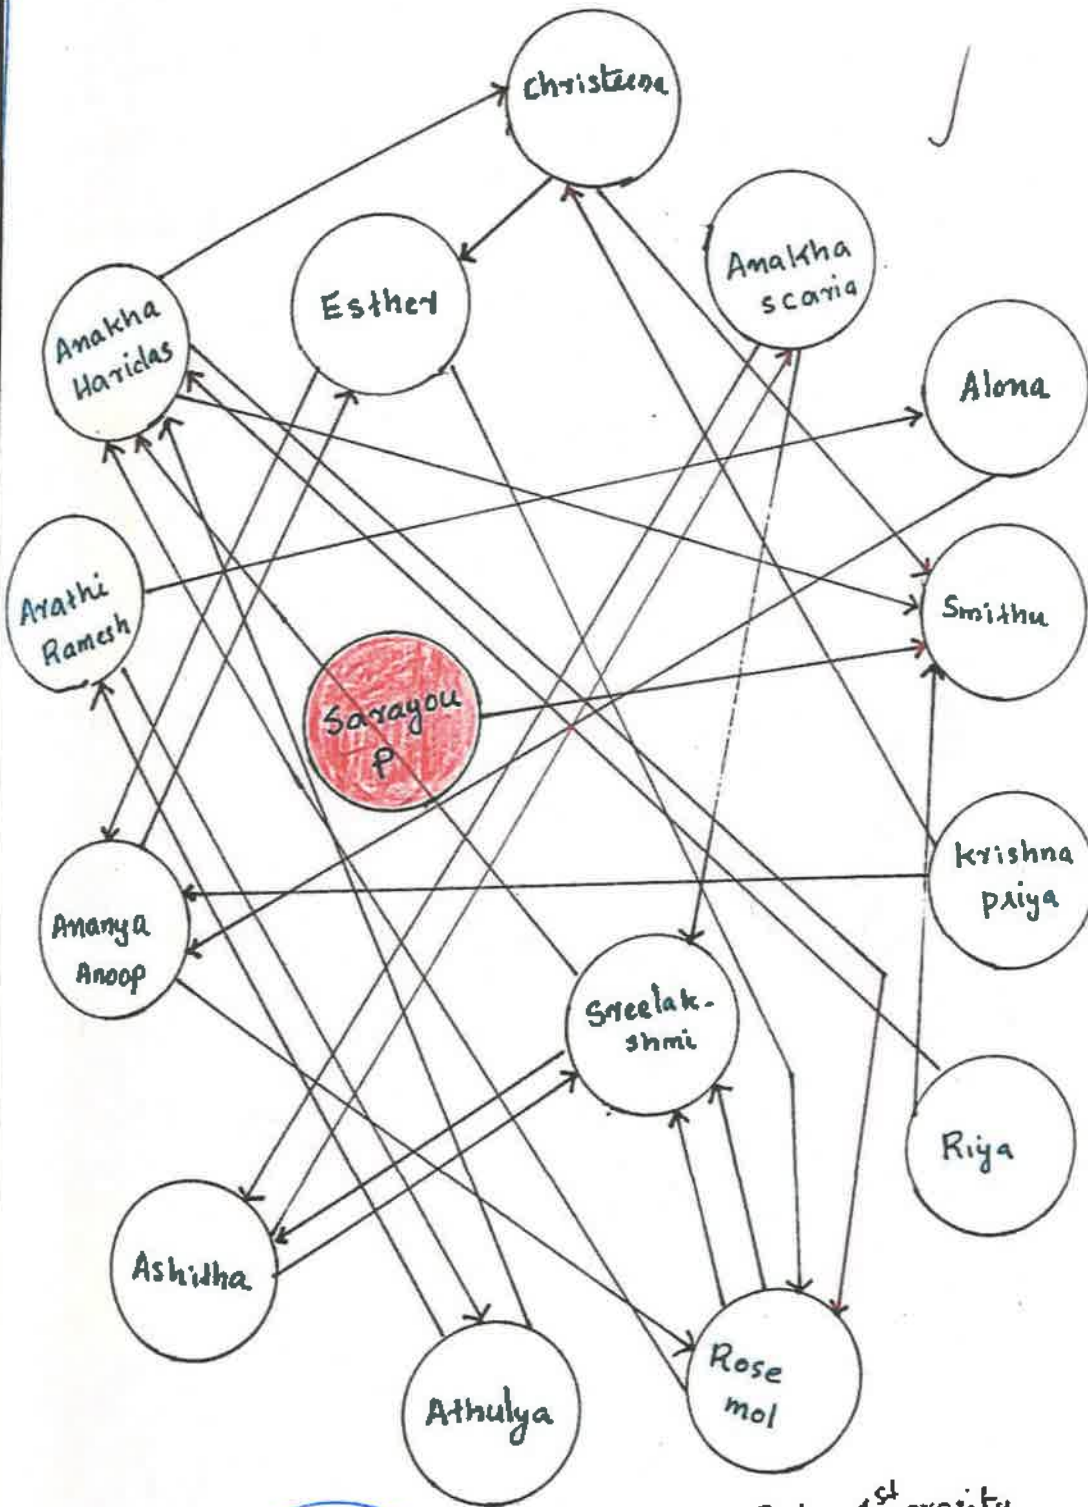 Christeena
Anakha
scaria
Esther
Anakha
Haridas
Alona
Arathi
Ramesh
Smithu
Sarayou
P
krishna
priya
Ananya
Anoop
Sreelak-
shmi
Riya
Ashitha
Athulya
Rose
mol